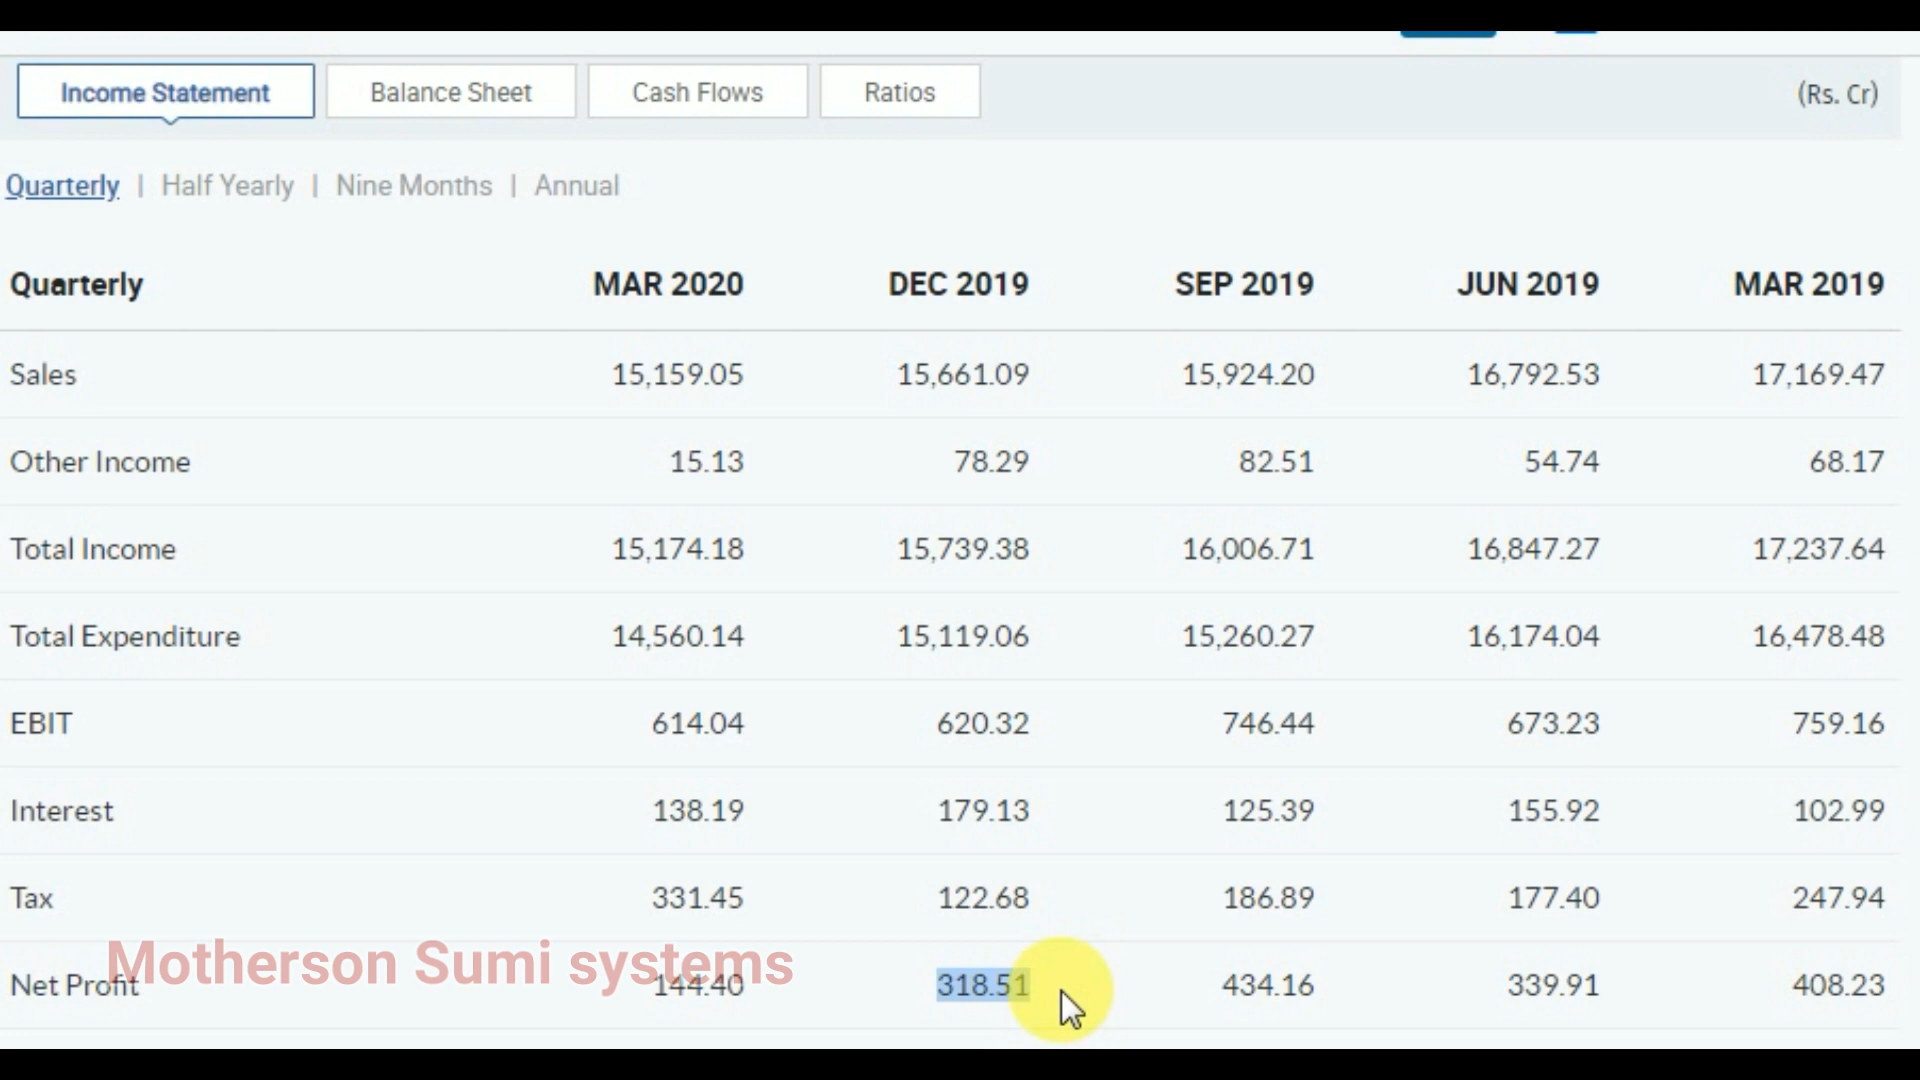 Income Statement Balance Sheet Cash Flows Ratios (Rs. Cr)
Quarterly | Half Yearly | Nine Months | Annual
Quarterly MAR 2020 DEC 2019 SEP 2019 JUN 2019 MAR 2019
Sales 15,159.05 15,661.09 15,924.20 16,792.53 17,169.47
Other Income 15.13 78.29 82.51 54.74 68.17
Total Income 15,174.18 15,739.38 16,006.71 16,847.27 17,237.64
Total Expenditure 14,560.14 15,119.06 15,260.27 16,174.04 16,478.48
EBIT 614.04 620.32 746.44 673.23 759.16
Interest 138.19 179.13 125.39 155.92 102.99
Tax 331.45 122.68 186.89 177.40 247.94
Motherson Sumi systems
Net Profit 144.40 318.51 434.16 339.91 408.23